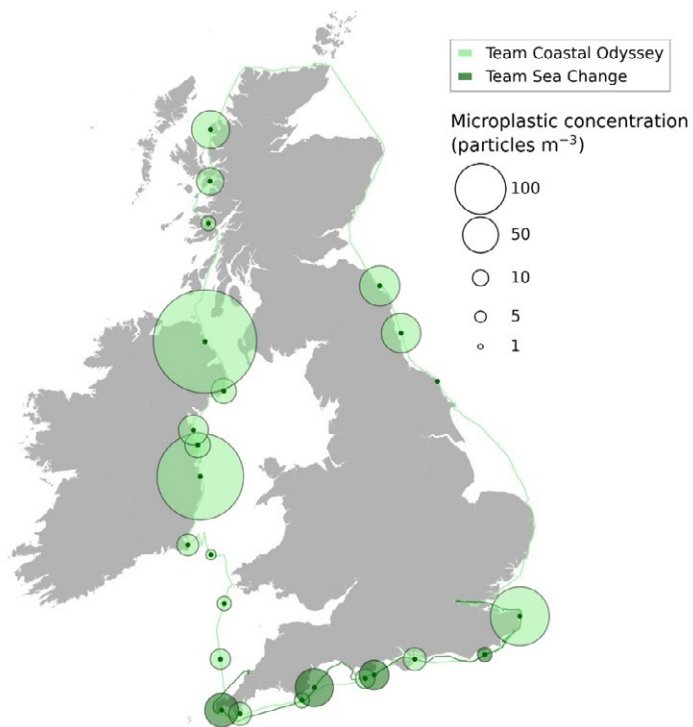 Team Coastal Odyssey
Team Sea Change
Microplastic concentration
(particles m⁻³)
100
50
10
5
1